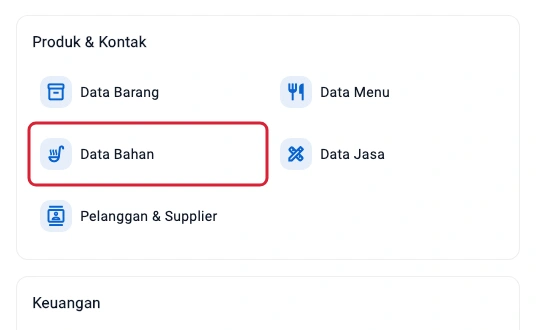 Produk & Kontak
Data Barang
Data Menu
Data Bahan
Data Jasa
Pelanggan & Supplier
Keuangan